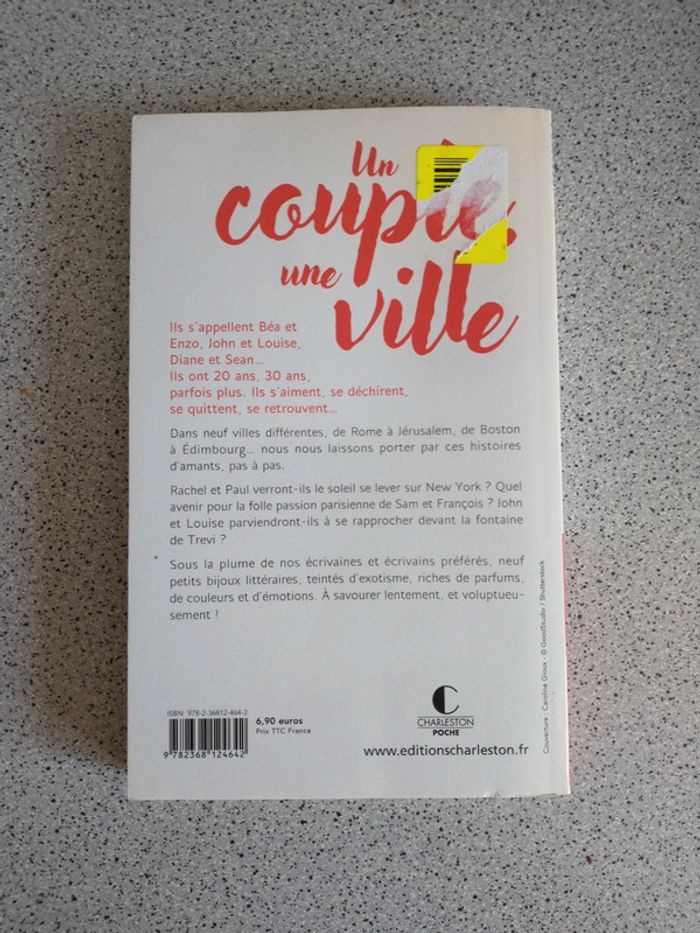 Un
couple,
une
ville
Ils s'appellent Béa et
Enzo, John et Louise,
Diane et Sean...
Ils ont 20 ans, 30 ans,
parfois plus. Ils s'aiment, se déchirent,
se quittent, se retrouvent...
Dans neuf villes différentes, de Rome à Jérusalem, de Boston
à Édimbourg... nous nous laissons porter par ces histoires
d'amants, pas à pas.
Rachel et Paul verront-ils le soleil se lever sur New York ? Quel
avenir pour la folle passion parisienne de Sam et François ? John
et Louise parviendront-ils à se rapprocher devant la fontaine
de Trevi ?
Sous la plume de nos écrivaines et écrivains préférés, neuf
petits bijoux littéraires, teintés d'exotisme, riches de parfums,
de couleurs et d'émotions. À savourer lentement, et voluptueu-
sement !
ISBN 978-2-36812-464-2
9 782368 124642
6,90 euros
Prix TTC France
C
CHARLESTON
POCHE
www.editionscharleston.fr
Couverture : Caroline Gioux - © GoodStudio / Shutterstock